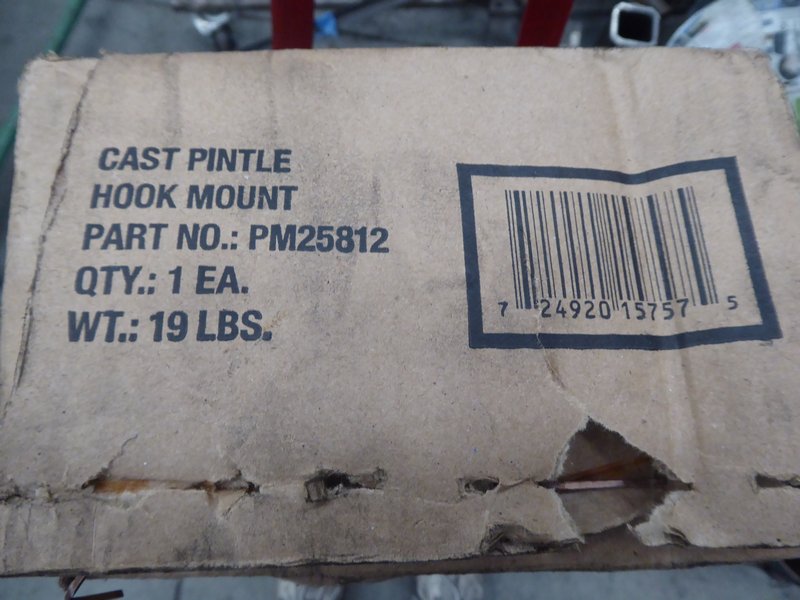 CAST PINTLE
HOOK MOUNT
PART NO.: PM25812
QTY.: 1 EA.
WT.: 19 LBS.
7 24920 15757 5